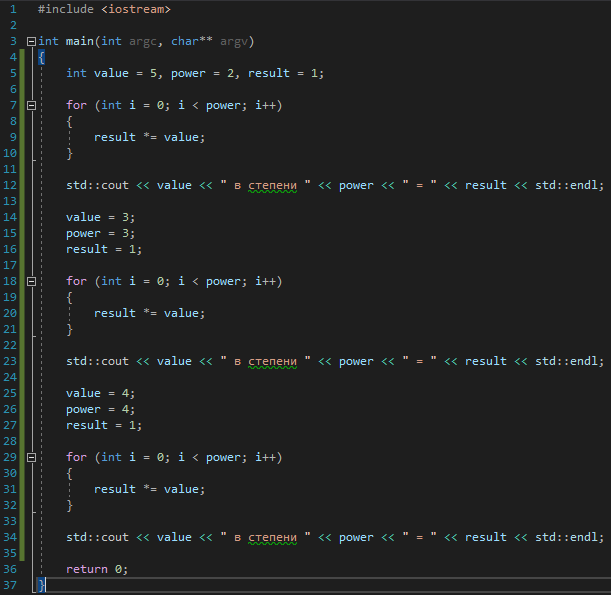 1 #include <iostream>
2
3 int main(int argc, char** argv)
4 {
5     int value = 5, power = 2, result = 1;
6
7     for (int i = 0; i < power; i++)
8     {
9         result *= value;
10     }
11
12     std::cout << value << " в степени " << power << " = " << result << std::endl;
13
14     value = 3;
15     power = 3;
16     result = 1;
17
18     for (int i = 0; i < power; i++)
19     {
20         result *= value;
21     }
22
23     std::cout << value << " в степени " << power << " = " << result << std::endl;
24
25     value = 4;
26     power = 4;
27     result = 1;
28
29     for (int i = 0; i < power; i++)
30     {
31         result *= value;
32     }
33
34     std::cout << value << " в степени " << power << " = " << result << std::endl;
35
36     return 0;
37 }